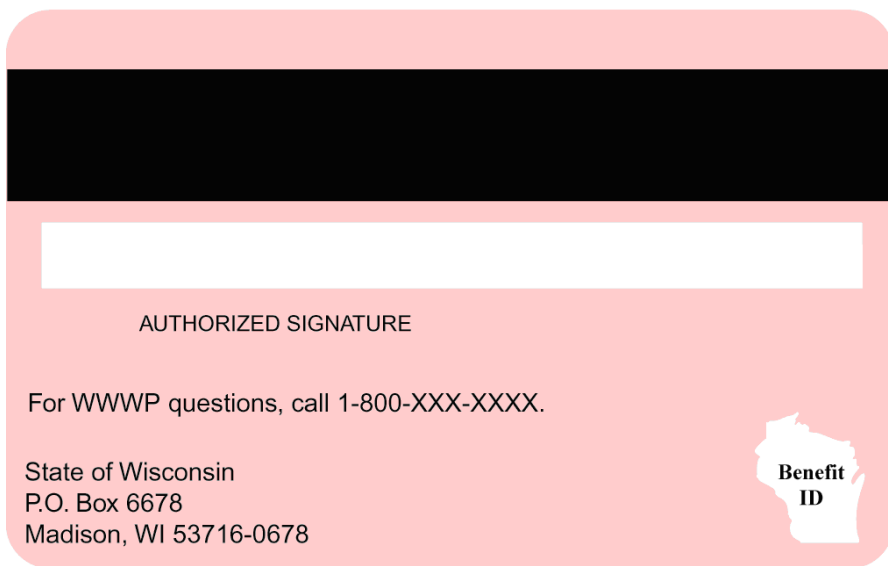 AUTHORIZED SIGNATURE
For WWWP questions, call 1-800-XXX-XXXX.
State of Wisconsin
P.O. Box 6678
Madison, WI 53716-0678
Benefit
ID